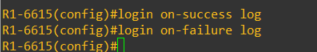 R1-6615(config)#login on-success log
R1-6615(config)#login on-failure log
R1-6615(config)#